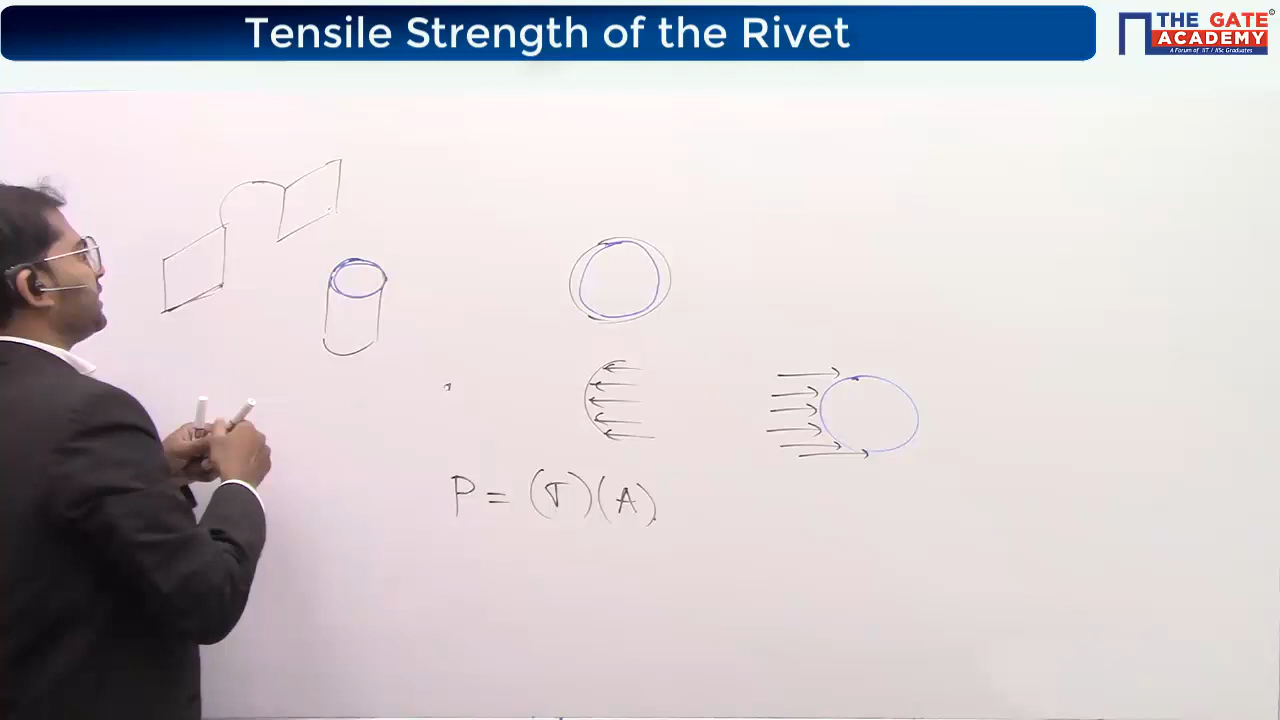 Tensile Strength of the Rivet
THE GATE
ACADEMY
A Forum of IIT / IISc Graduates
P = (σ)(A)